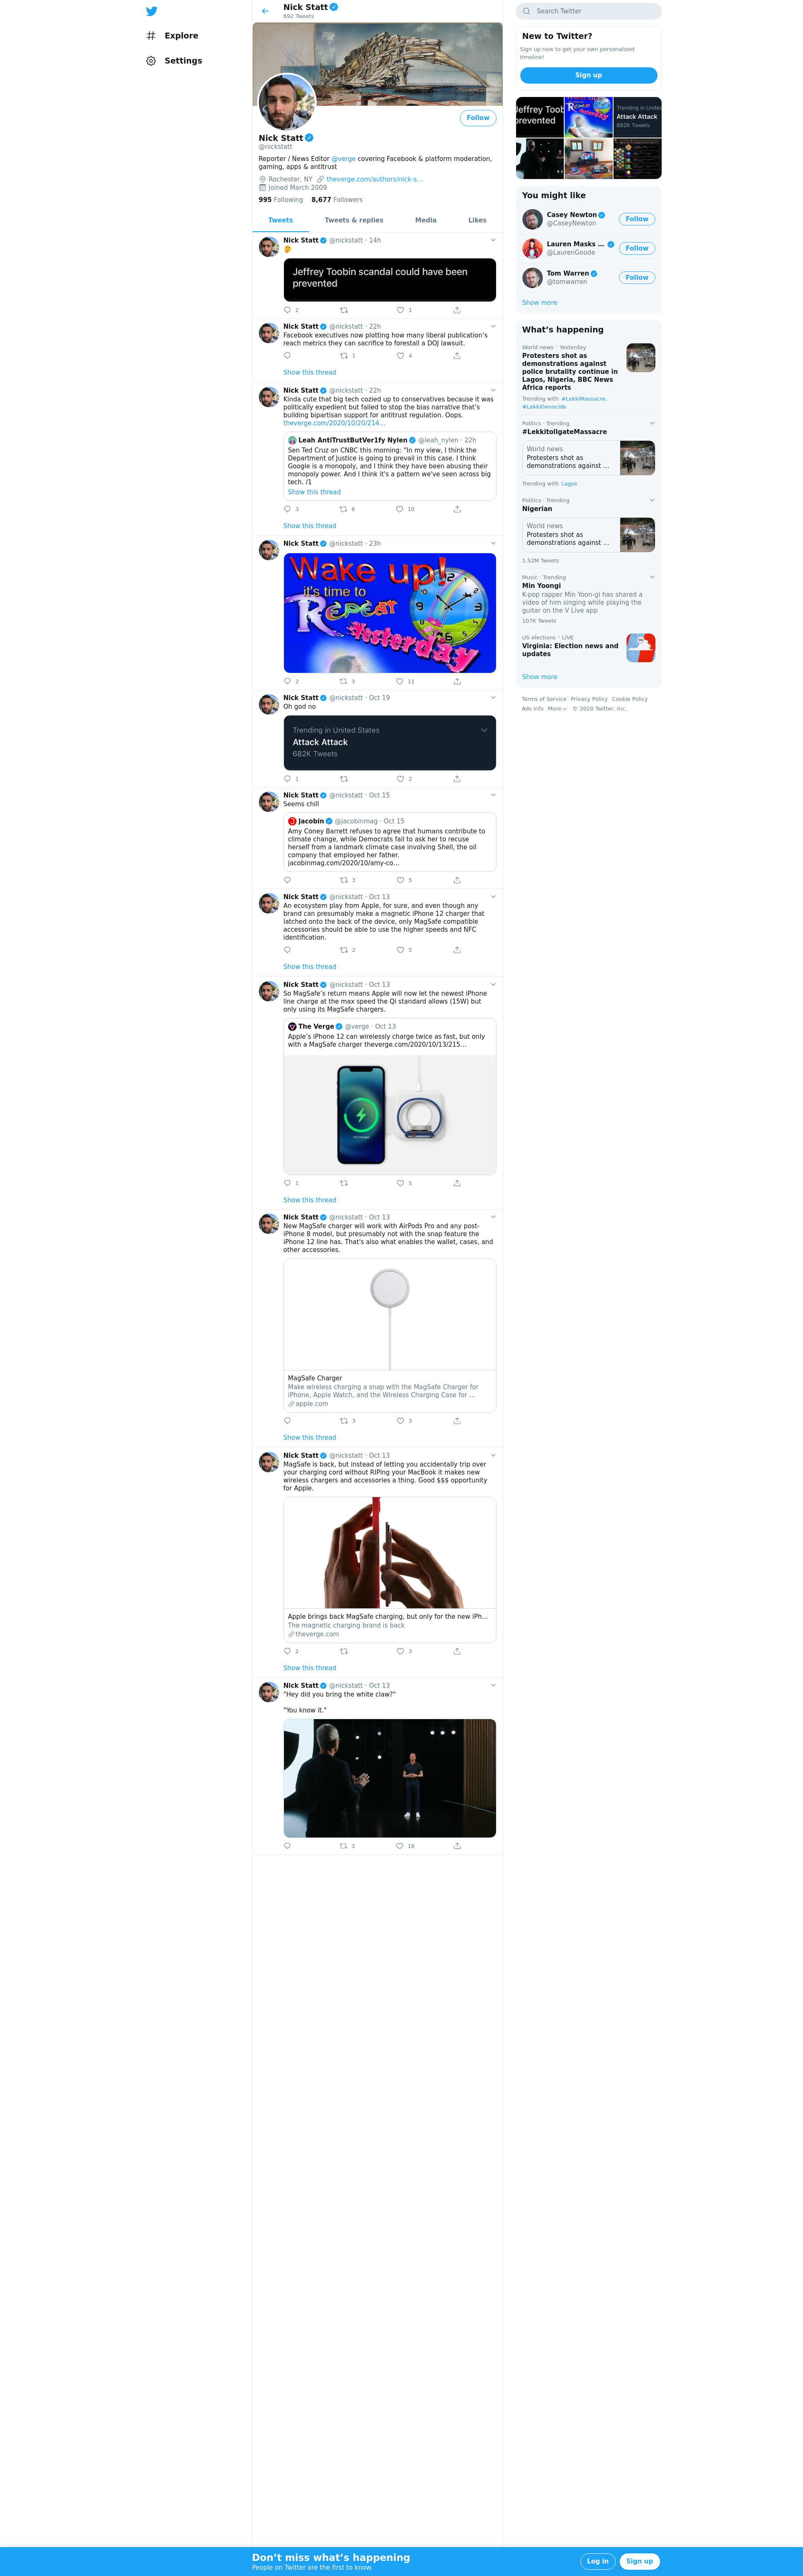 Explore
Settings
Nick Statt
692 Tweets
Follow
Nick Statt
@nickstatt
Reporter / News Editor @verge covering Facebook & platform moderation,
gaming, apps & antitrust
Rochester, NY theverge.com/authors/nick-s…
Joined March 2009
995 Following 8,677 Followers
Tweets Tweets & replies Media Likes
Nick Statt @nickstatt · 14h
Jeffrey Toobin scandal could have been
prevented
2 1
Nick Statt @nickstatt · 22h
Facebook executives now plotting how many liberal publication's
reach metrics they can sacrifice to forestall a DOJ lawsuit.
1 4
Show this thread
Nick Statt @nickstatt · 22h
Kinda cute that big tech cozied up to conservatives because it was
politically expedient but failed to stop the bias narrative that's
building bipartisan support for antitrust regulation. Oops.
theverge.com/2020/10/20/214…
Leah AntiTrustButVer1fy Nylen @leah_nylen · 22h
Sen Ted Cruz on CNBC this morning: "In my view, I think the
Department of Justice is going to prevail in this case. I think
Google is a monopoly, and I think they have been abusing their
monopoly power. And I think it's a pattern we've seen across big
tech. /1
Show this thread
3 6 10
Show this thread
Nick Statt @nickstatt · 23h
Wake up!
it's time to
Repeat
Yesterday
2 3 11
Nick Statt @nickstatt · Oct 19
Oh god no
Trending in United States
Attack Attack
682K Tweets
1 2
Nick Statt @nickstatt · Oct 15
Seems chill
Jacobin @jacobinmag · Oct 15
Amy Coney Barrett refuses to agree that humans contribute to
climate change, while Democrats fail to ask her to recuse
herself from a landmark climate case involving Shell, the oil
company that employed her father.
jacobinmag.com/2020/10/amy-co…
3 5
Nick Statt @nickstatt · Oct 13
An ecosystem play from Apple, for sure, and even though any
brand can presumably make a magnetic iPhone 12 charger that
latched onto the back of the device, only MagSafe compatible
accessories should be able to use the higher speeds and NFC
identification.
2 5
Show this thread
Nick Statt @nickstatt · Oct 13
So MagSafe's return means Apple will now let the newest iPhone
line charge at the max speed the Qi standard allows (15W) but
only using its MagSafe chargers.
The Verge @verge · Oct 13
Apple's iPhone 12 can wirelessly charge twice as fast, but only
with a MagSafe charger theverge.com/2020/10/13/215…
1 5
Show this thread
Nick Statt @nickstatt · Oct 13
New MagSafe charger will work with AirPods Pro and any post-
iPhone 8 model, but presumably not with the snap feature the
iPhone 12 line has. That's also what enables the wallet, cases, and
other accessories.
MagSafe Charger
Make wireless charging a snap with the MagSafe Charger for
iPhone, Apple Watch, and the Wireless Charging Case for …
apple.com
3 3
Show this thread
Nick Statt @nickstatt · Oct 13
MagSafe is back, but instead of letting you accidentally trip over
your charging cord without RIPing your MacBook it makes new
wireless chargers and accessories a thing. Good $$$ opportunity
for Apple.
Apple brings back MagSafe charging, but only for the new iPh…
The magnetic charging brand is back
theverge.com
2 3
Show this thread
Nick Statt @nickstatt · Oct 13
"Hey did you bring the white claw?"
"You know it."
3 16
Search Twitter
New to Twitter?
Sign up now to get your own personalized
timeline!
Sign up
Jeffrey Toob
prevented
Repeat
Yesterday
Trending in United
Attack Attack
682K Tweets
You might like
Casey Newton
@CaseyNewton
Follow
Lauren Masks …
@LaurenGoode
Follow
Tom Warren
@tomwarren
Follow
Show more
What's happening
World news · Yesterday
Protesters shot as
demonstrations against
police brutality continue in
Lagos, Nigeria, BBC News
Africa reports
Trending with #LekkiMassacre,
#LekkiGenocide
Politics · Trending
#LekkitollgateMassacre
World news
Protesters shot as
demonstrations against …
Trending with Lagos
Politics · Trending
Nigerian
World news
Protesters shot as
demonstrations against …
1.52M Tweets
Music · Trending
Min Yoongi
K-pop rapper Min Yoon-gi has shared a
video of him singing while playing the
guitar on the V Live app
107K Tweets
US elections · LIVE
Virginia: Election news and
updates
Show more
Terms of Service Privacy Policy Cookie Policy
Ads info More © 2020 Twitter, Inc.
Don't miss what's happening
People on Twitter are the first to know.
Log in Sign up